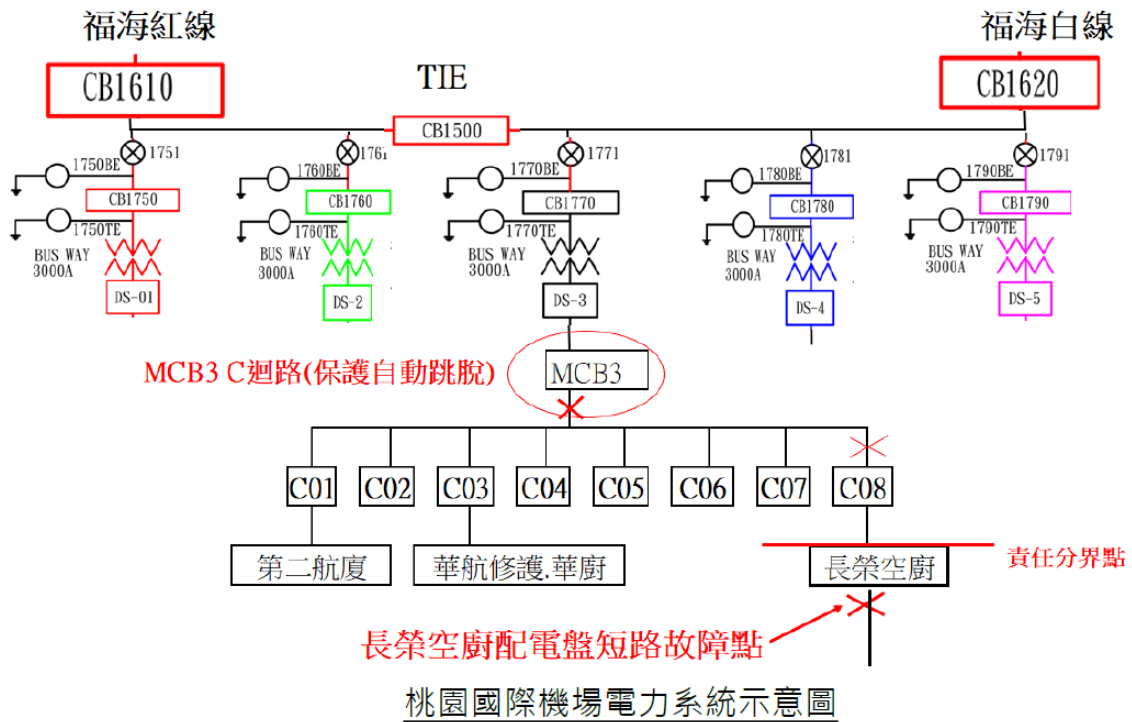 福海紅線
福海白線
CB1610
TIE
CB1620
CB1500
1751
1761
1771
1781
1791
1750BE
1760BE
1770BE
1780BE
1790BE
CB1750
CB1760
CB1770
CB1780
CB1790
1750TE
1760TE
1770TE
1780TE
1790TE
BUS WAY
3000A
BUS WAY
3000A
BUS WAY
3000A
BUS WAY
3000A
BUS WAY
3000A
DS-01
DS-2
DS-3
DS-4
DS-5
MCB3 C迴路(保護自動跳脫)
MCB3
C01
C02
C03
C04
C05
C06
C07
C08
第二航廈
華航修護.華廚
長榮空廚
責任分界點
長榮空廚配電盤短路故障點
桃園國際機場電力系統示意圖